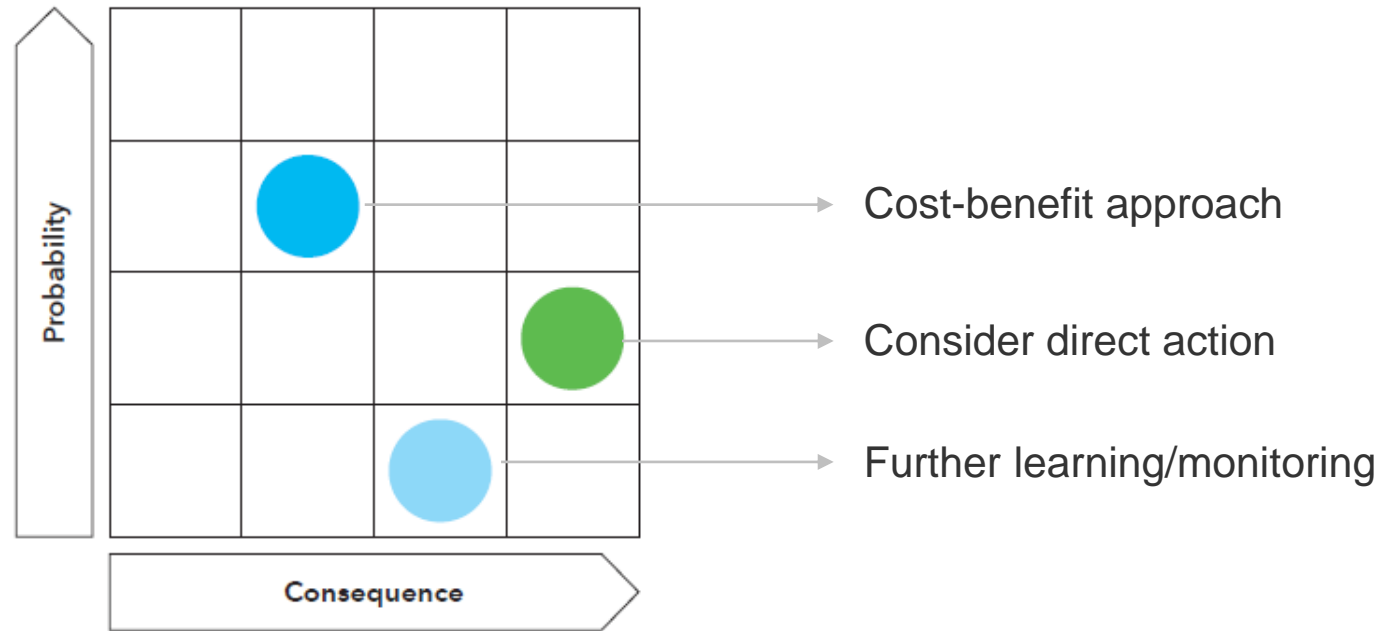 Probability
Cost-benefit approach
Consider direct action
Further learning/monitoring
Consequence